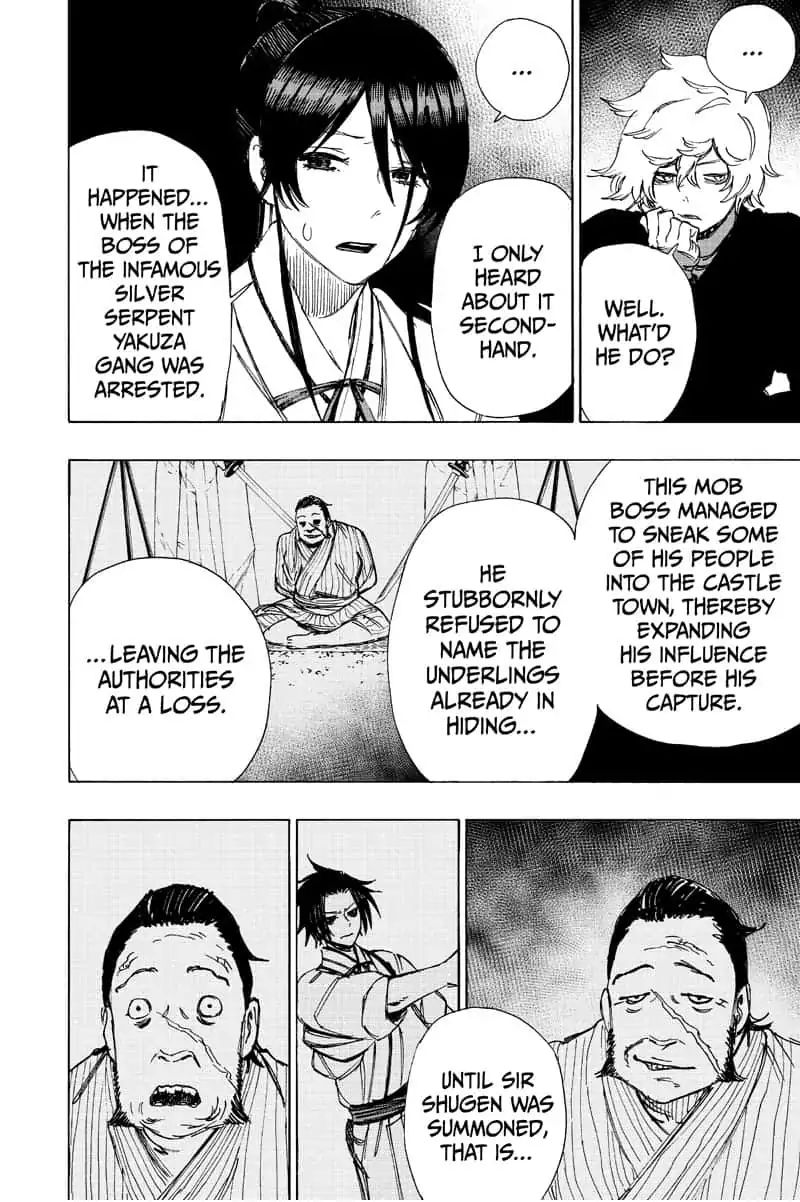 ...
WELL.
WHAT'D
HE DO?
...
I ONLY
HEARD
ABOUT IT
SECOND-
HAND.
IT
HAPPENED...
WHEN THE
BOSS OF
THE INFAMOUS
SILVER
SERPENT
YAKUZA
GANG WAS
ARRESTED.
THIS MOB
BOSS MANAGED
TO SNEAK SOME
OF HIS PEOPLE
INTO THE CASTLE
TOWN, THEREBY
EXPANDING
HIS INFLUENCE
BEFORE HIS
CAPTURE.
HE
STUBBORNLY
REFUSED TO
NAME THE
UNDERLINGS
ALREADY IN
HIDING...
...LEAVING THE
AUTHORITIES
AT A LOSS.
UNTIL SIR
SHUGEN WAS
SUMMONED,
THAT IS...